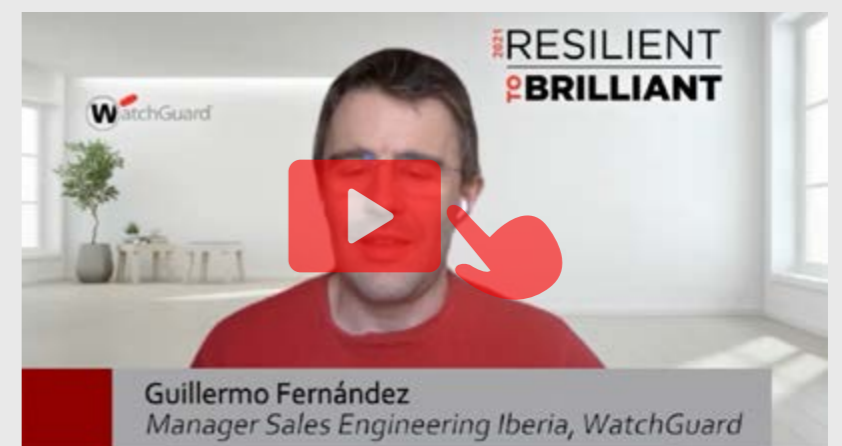 2021 RESILIENT
TO BRILLIANT
WatchGuard
Guillermo Fernández
Manager Sales Engineering Iberia, WatchGuard